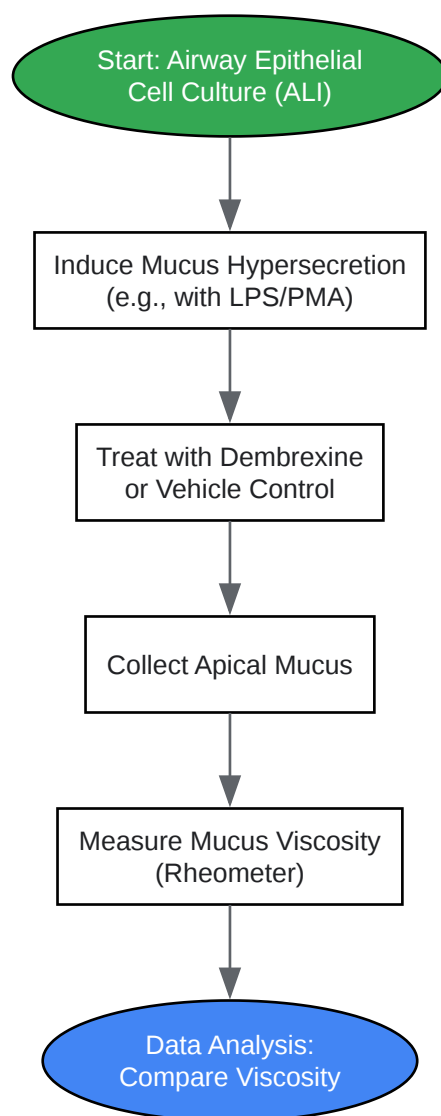 Start: Airway Epithelial
Cell Culture (ALI)
Induce Mucus Hypersecretion
(e.g., with LPS/PMA)
Treat with Dembrexine
or Vehicle Control
Collect Apical Mucus
Measure Mucus Viscosity
(Rheometer)
Data Analysis:
Compare Viscosity